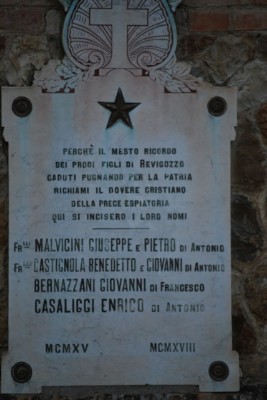 PERCHÈ IL MESTO RICORDO
DEI PRODI FIGLI DI REVIGOZZO
CADUTI PUGNANDO PER LA PATRIA
RICHIAMI IL DOVERE CRISTIANO
DELLA PRECE ESPIATORIA
QUI SI INCISERO I LORO NOMI
FRlli MALVICINI GIUSEPPE E PIETRO DI ANTONIO
FRlli CASTIGNOLA BENEDETTO E GIOVANNI DI ANTONIO
BERNAZZANI GIOVANNI DI FRANCESCO
CASALIGGI ENRICO DI ANTONIO
MCMXV MCMXVIII